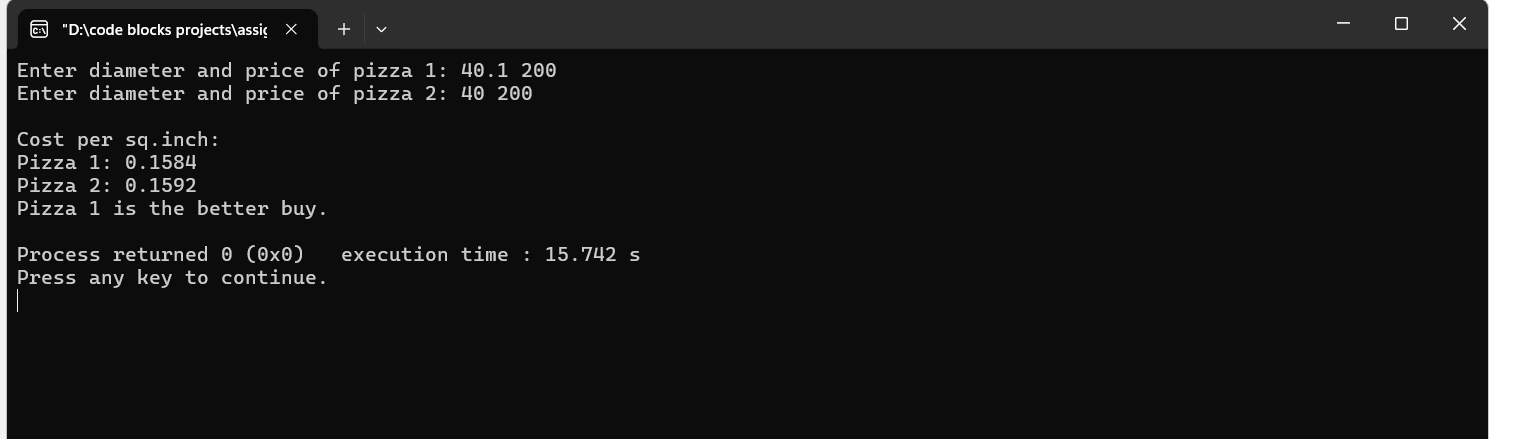 "D:\code blocks projects\assig
Enter diameter and price of pizza 1: 40.1 200
Enter diameter and price of pizza 2: 40 200
Cost per sq.inch:
Pizza 1: 0.1584
Pizza 2: 0.1592
Pizza 1 is the better buy.
Process returned 0 (0x0)   execution time : 15.742 s
Press any key to continue.